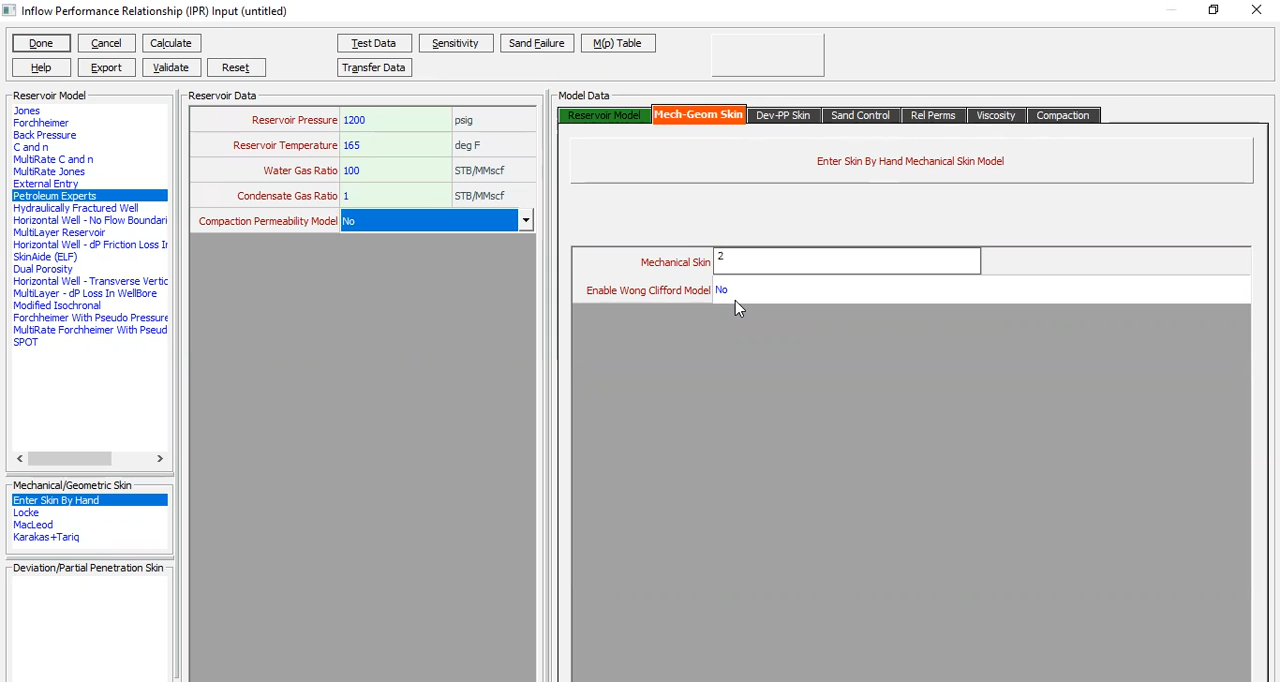 Inflow Performance Relationship (IPR) Input (untitled)
Done Cancel Calculate Test Data Sensitivity Sand Failure M(p) Table
Help Export Validate Reset Transfer Data
Reservoir Model
Jones
Forchheimer
Back Pressure
C and n
MultiRate C and n
MultiRate Jones
External Entry
Petroleum Experts
Hydraulically Fractured Well
Horizontal Well - No Flow Boundari
MultiLayer Reservoir
Horizontal Well - dP Friction Loss Ir
SkinAide (ELF)
Dual Porosity
Horizontal Well - Transverse Vertic
MultiLayer - dP Loss In WellBore
Modified Isochronal
Forchheimer With Pseudo Pressure
MultiRate Forchheimer With Pseud
SPOT
Mechanical/Geometric Skin
Enter Skin By Hand
Locke
MacLeod
Karakas+Tariq
Deviation/Partial Penetration Skin
Reservoir Data
Reservoir Pressure 1200 psig
Reservoir Temperature 165 deg F
Water Gas Ratio 100 STB/MMscf
Condensate Gas Ratio 1 STB/MMscf
Compaction Permeability Model No
Model Data
Reservoir Model Mech-Geom Skin Dev-PP Skin Sand Control Rel Perms Viscosity Compaction
Enter Skin By Hand Mechanical Skin Model
Mechanical Skin 2
Enable Wong Clifford Model No